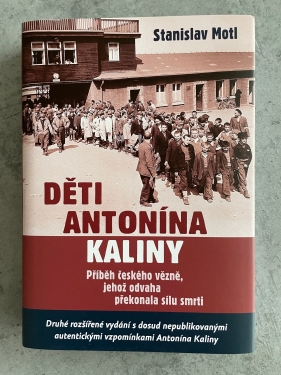 Stanislav Motl
DĚTI
ANTONÍNA
KALINY
Příběh českého vězně,
jehož odvaha
překonala sílu smrti
Druhé rozšířené vydání s dosud nepublikovanými
autentickými vzpomínkami Antonína Kaliny